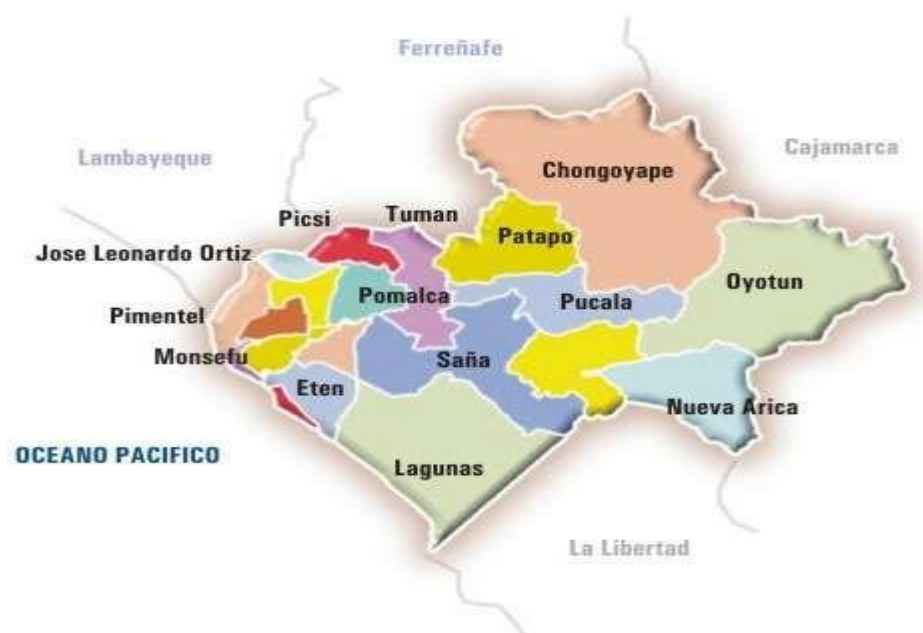 Ferreñafe
Cajamarca
Lambayeque
Chongoyape
Picsi
Tuman
Patapo
Jose Leonardo Ortiz
Oyotun
Pomalca
Pucala
Pimentel
Monsefu
Saña
Eten
Nueva Arica
OCEANO PACIFICO
Lagunas
La Libertad